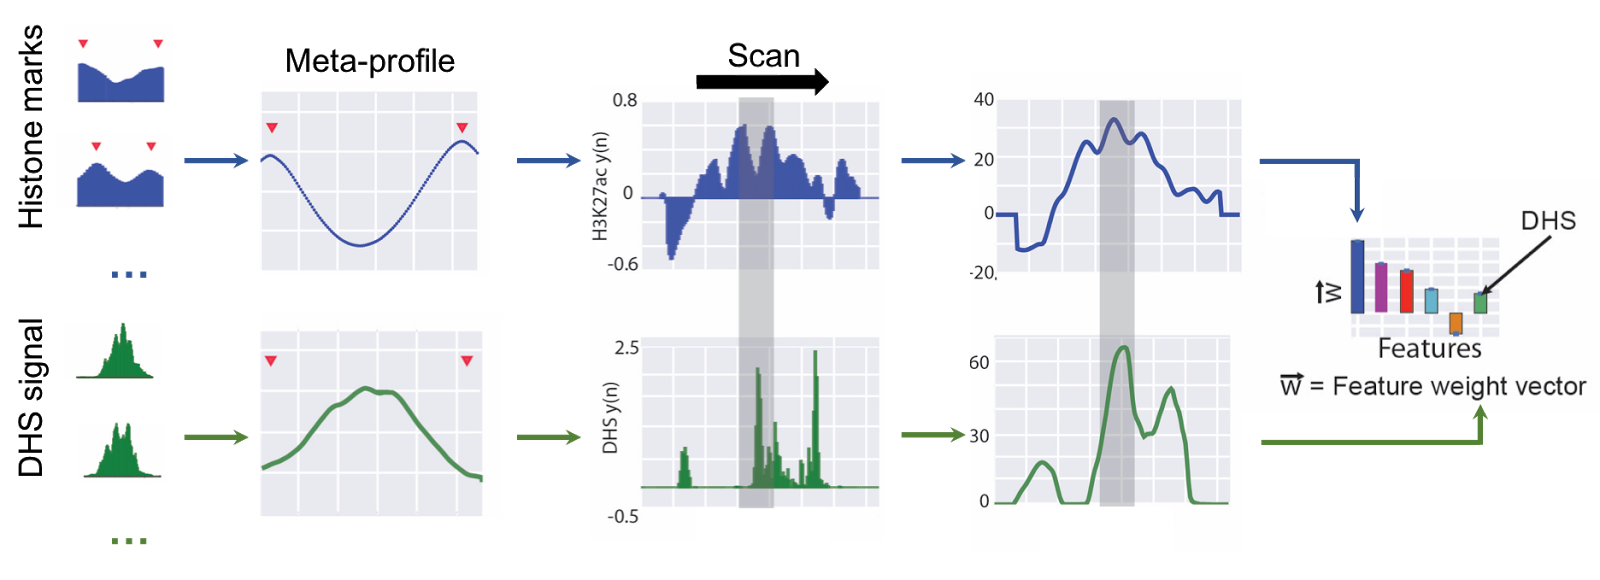 Histone marks
Meta-profile
Scan
0.8
0
-0.6
H3K27ac y(n)
40
20
0
-20
DHS
w
Features
w = Feature weight vector
DHS signal
2.5
-0.5
DHS y(n)
60
30
0